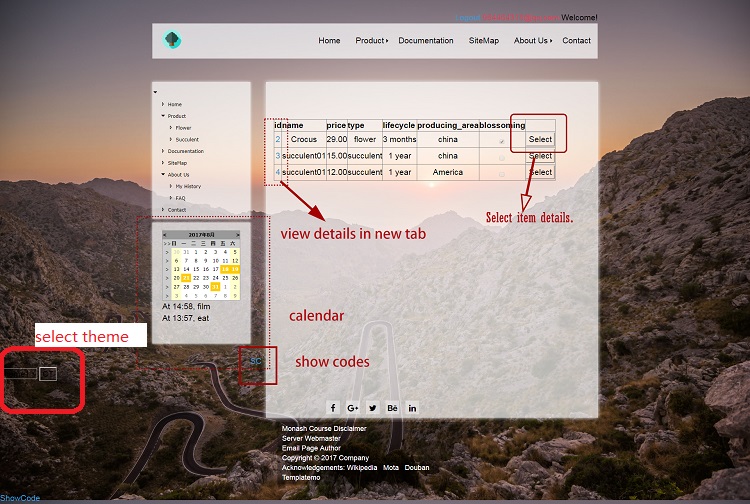 Logout Welcome!
Home Product Documentation SiteMap About Us Contact
Home
Product
Flower
Succulent
Documentation
SiteMap
About Us
My History
FAQ
Contact
id name price type lifecycle producing_area blossoming
2 Crocus 29.00 flower 3 months china Select
3 succulent01 15.00 succulent 1 year china Select
4 succulent01 12.00 succulent 1 year America Select
view details in new tab
Select item details.
2017年8月
>> 日 一 二 三 四 五 六
> 30 31 1 2 3 4 5
> 6 7 8 9 10 11 12
> 13 14 15 16 17 18 19
> 20 21 22 23 24 25 26
> 27 28 29 30 31 1 2
> 3 4 5 6 7 8 9
At 14:58, film
At 13:57, eat
calendar
select theme
SC
show codes
f G+ Bē in
Monash Course Disclaimer
Server Webmaster
Email Page Author
Copyright © 2017 Company
Acknowledgements: Wikipedia Mota Douban
Templatemo
ShowCode